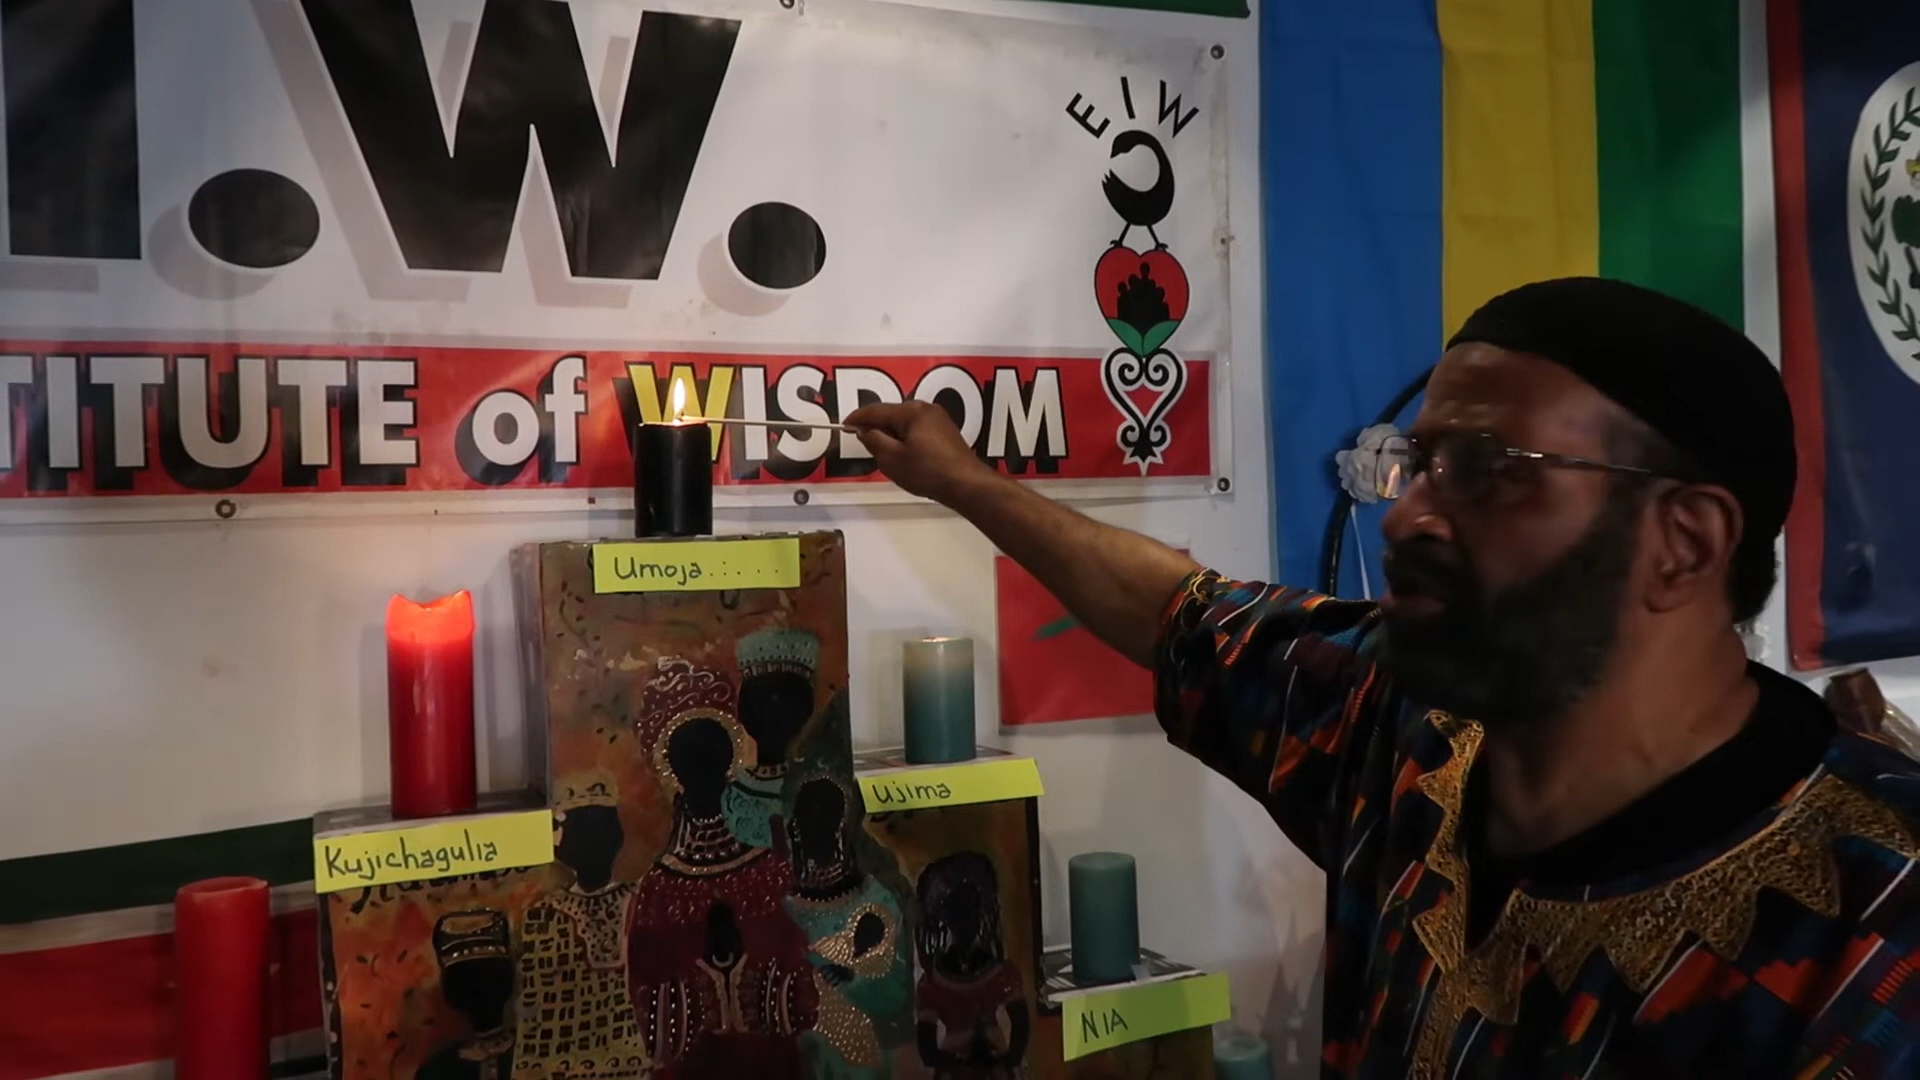 I.W.
EIW
TITUTE of WISDOM
Umoja.:...
Ujima
Kujichagulia
NIA